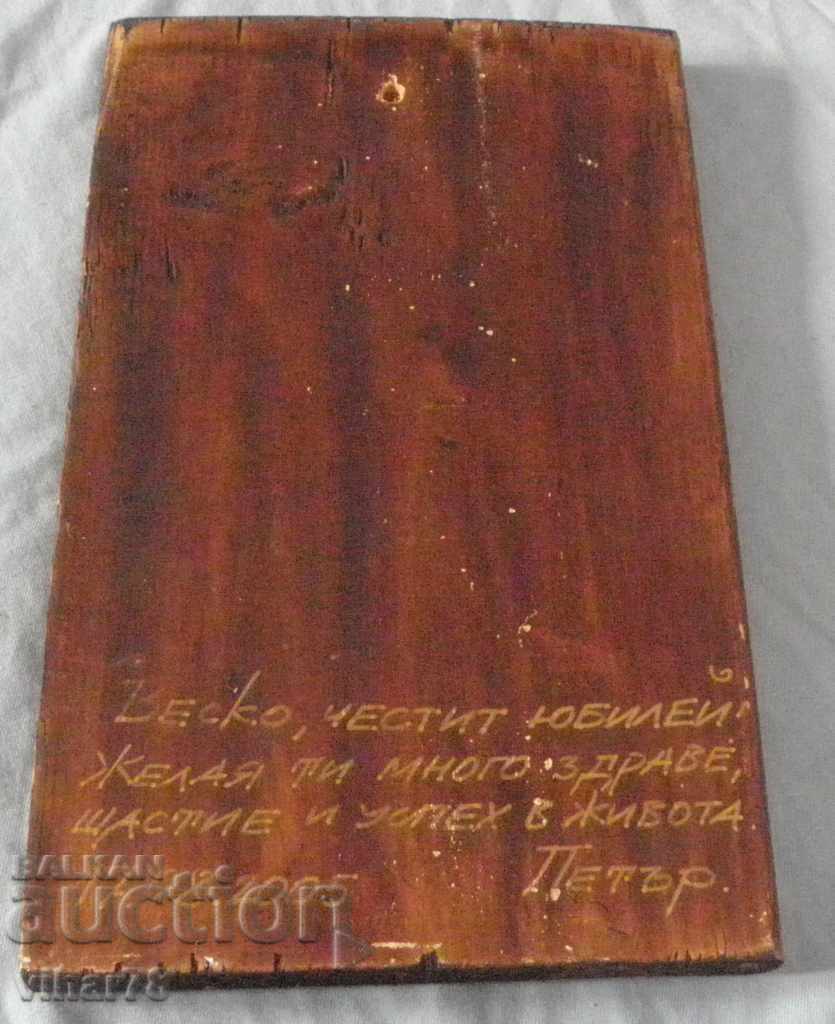 Веско, честит юбилей!
Желая ти много здраве,
щастие и успех в живота.
Петър.
BALKAN
auction
vihar78